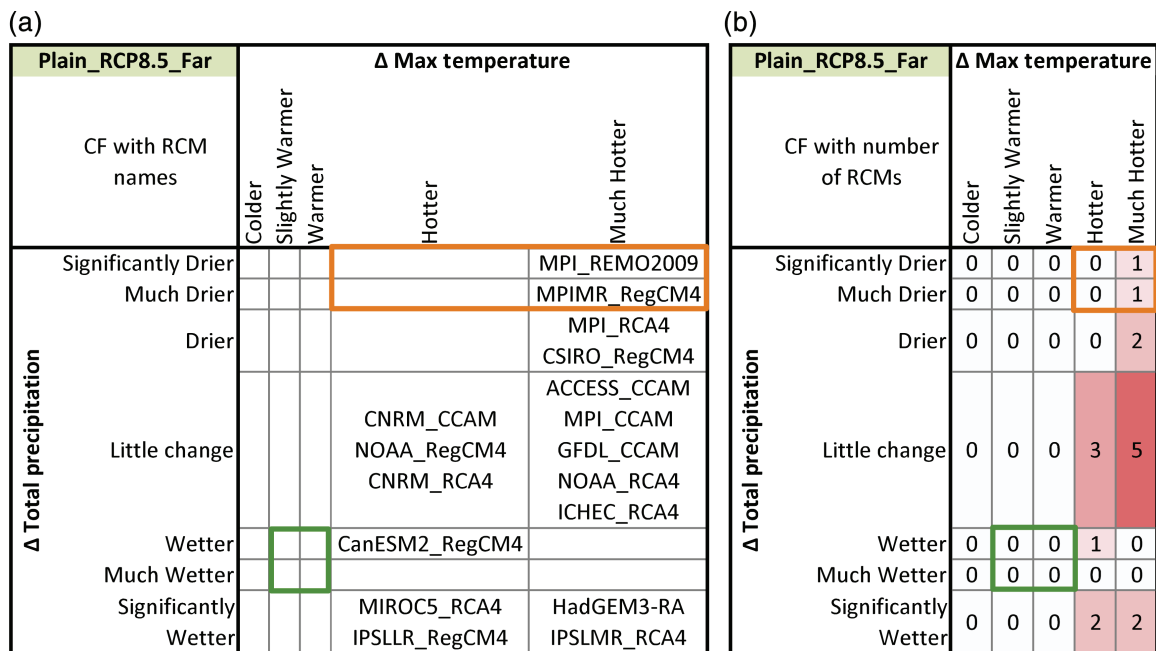 (a)
Plain_RCP8.5_Far
Δ Max temperature
CF with RCM
names
Colder
Slightly Warmer
Warmer
Hotter
Much Hotter
Δ Total precipitation
Significantly Drier
MPI_REMO2009
Much Drier
MPIMR_RegCM4
Drier
MPI_RCA4
CSIRO_RegCM4
Little change
CNRM_CCAM
NOAA_RegCM4
CNRM_RCA4
ACCESS_CCAM
MPI_CCAM
GFDL_CCAM
NOAA_RCA4
ICHEC_RCA4
Wetter
CanESM2_RegCM4
Much Wetter
Significantly
Wetter
MIROC5_RCA4
IPSLLR_RegCM4
HadGEM3-RA
IPSLMR_RCA4
(b)
Plain_RCP8.5_Far
Δ Max temperature
CF with number
of RCMs
Colder
Slightly Warmer
Warmer
Hotter
Much Hotter
Δ Total precipitation
Significantly Drier 0 0 0 0 1
Much Drier 0 0 0 0 1
Drier 0 0 0 0 2
Little change 0 0 0 3 5
Wetter 0 0 0 1 0
Much Wetter 0 0 0 0 0
Significantly
Wetter
0 0 0 2 2